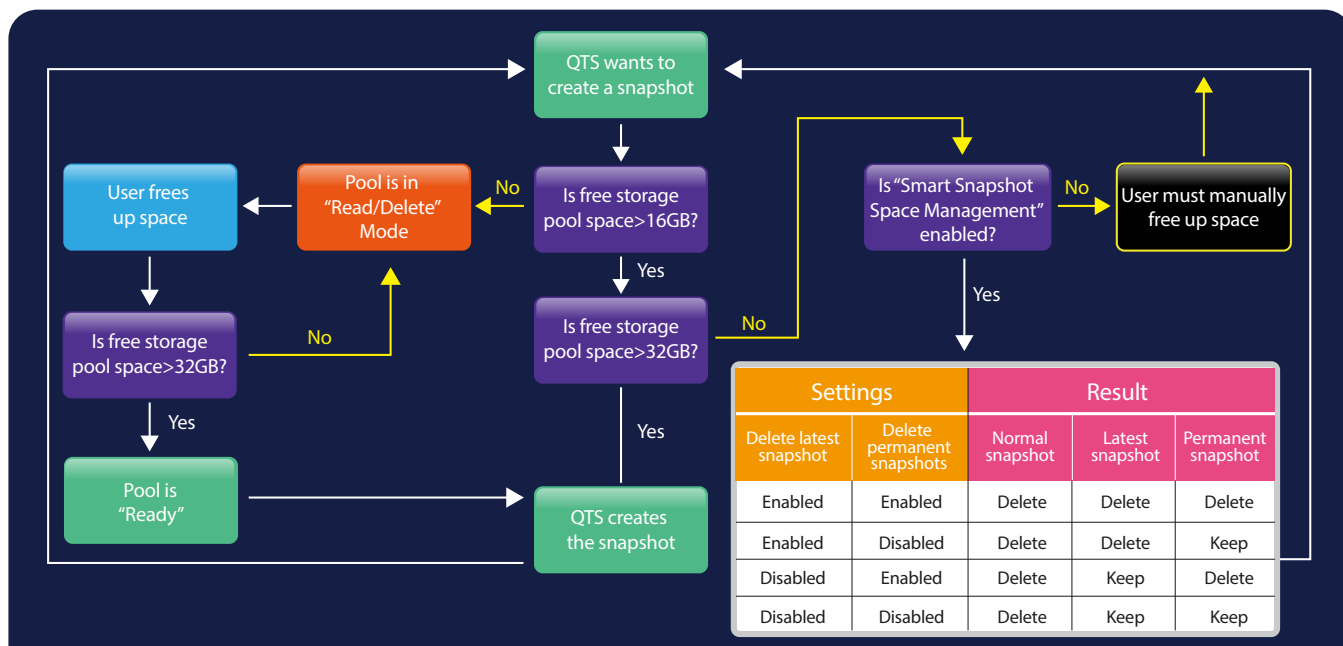 QTS wants to
create a snapshot
User frees
up space
Pool is in
“Read/Delete”
Mode
No
Is free storage
pool space>16GB?
Is “Smart Snapshot
Space Management”
enabled?
No
User must manually
free up space
Yes
Yes
Is free storage
pool space>32GB?
No
Is free storage
pool space>32GB?
No
Yes
Yes
Pool is
“Ready”
QTS creates
the snapshot
Settings Result
Delete latest
snapshot
Delete
permanent
snapshots
Normal
snapshot
Latest
snapshot
Permanent
snapshot
Enabled Enabled Delete Delete Delete
Enabled Disabled Delete Delete Keep
Disabled Enabled Delete Keep Delete
Disabled Disabled Delete Keep Keep